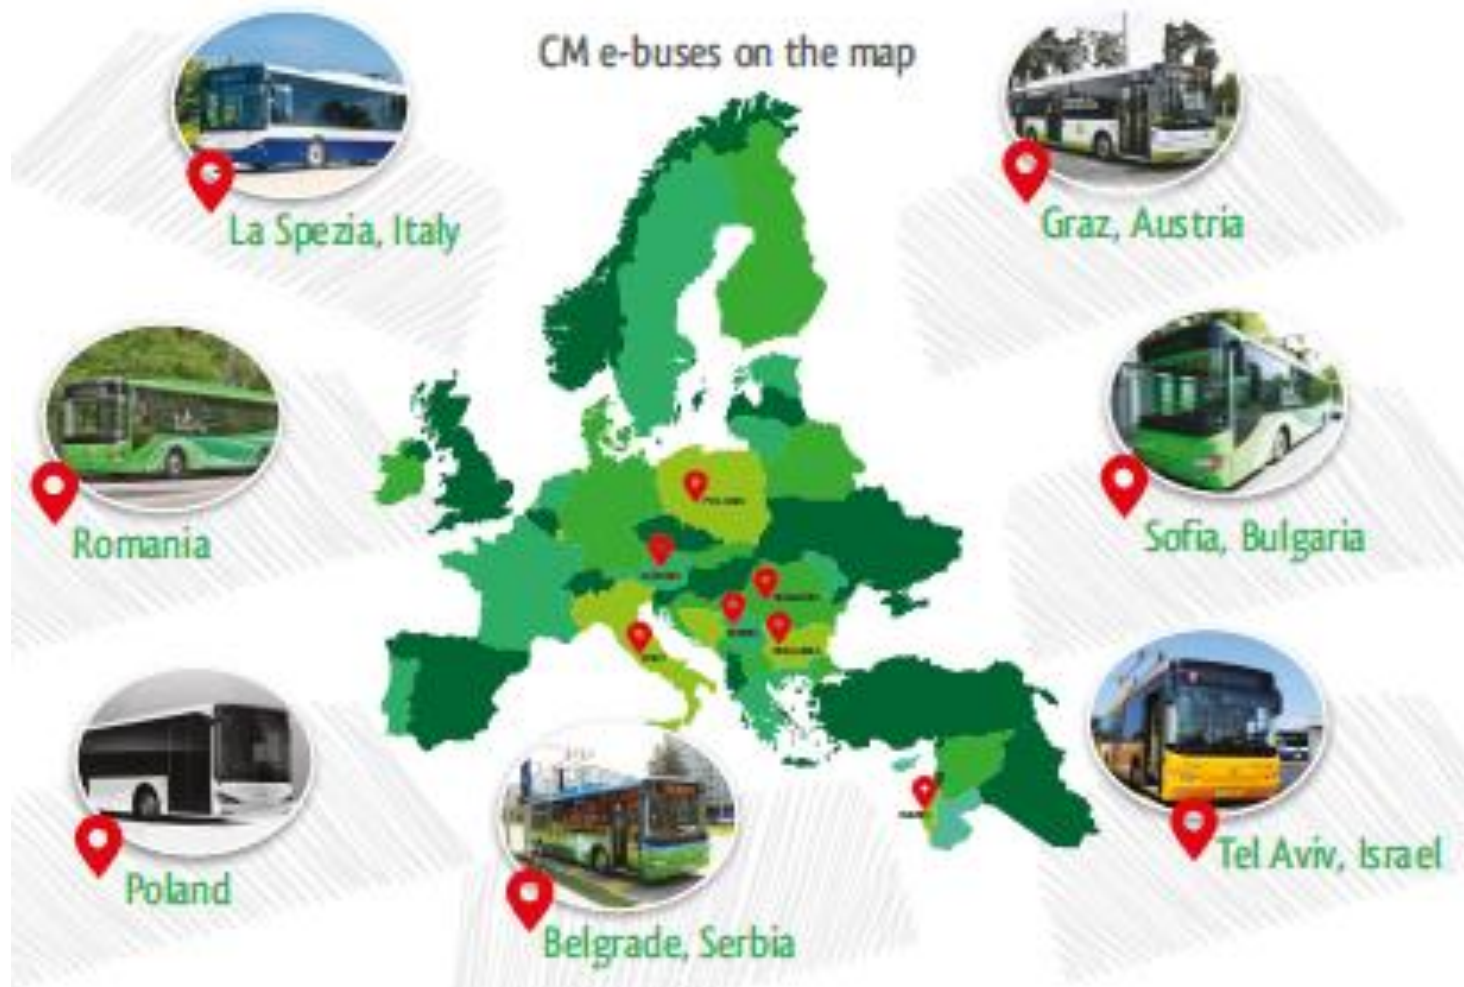 CM e-buses on the map
La Spezia, Italy
Graz, Austria
Romania
Sofia, Bulgaria
POLAND
Poland
Belgrade, Serbia
Tel Aviv, Israel